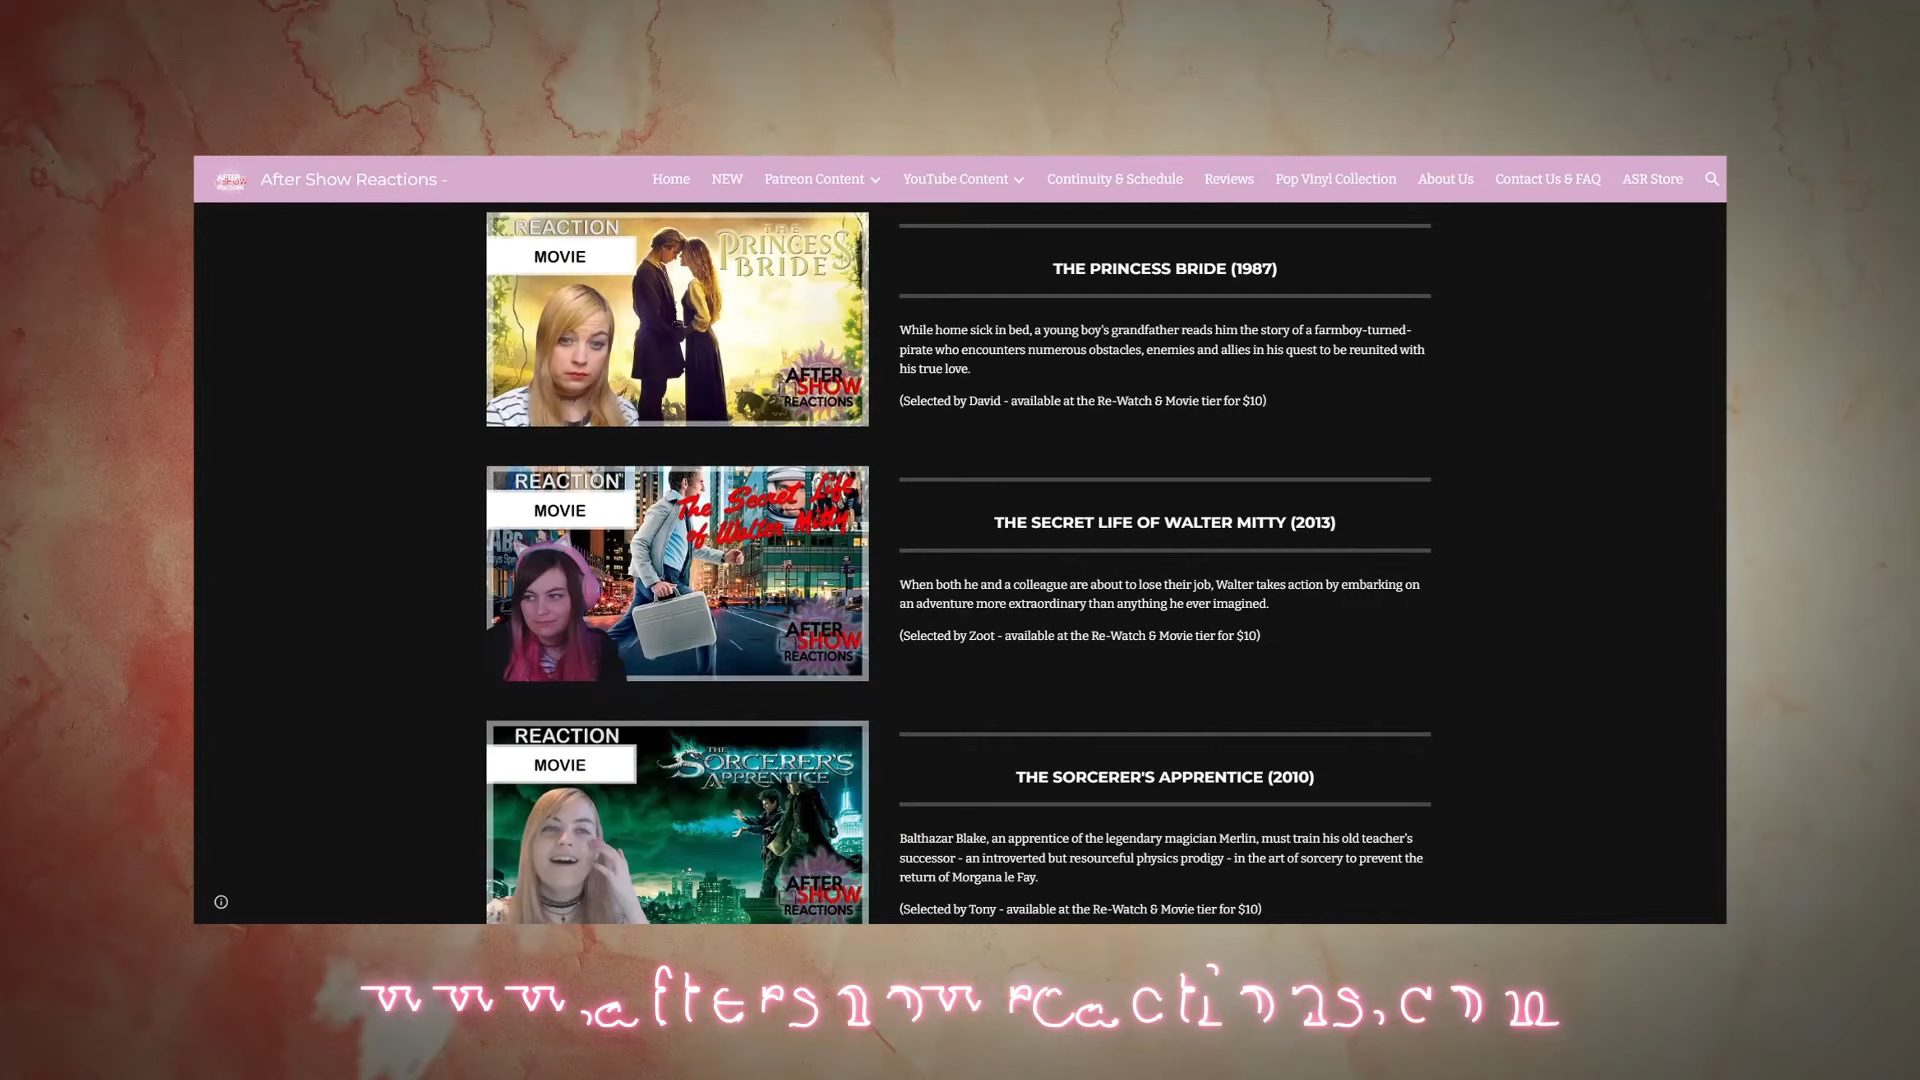 After Show Reactions -
Home NEW Patreon Content YouTube Content Continuity & Schedule Reviews Pop Vinyl Collection About Us Contact Us & FAQ ASR Store
REACTION
MOVIE
THE
PRINCESS
BRIDE
AFTER
SHOW
REACTIONS
THE PRINCESS BRIDE (1987)
While home sick in bed, a young boy's grandfather reads him the story of a farmboy-turned-
pirate who encounters numerous obstacles, enemies and allies in his quest to be reunited with
his true love.
(Selected by David - available at the Re-Watch & Movie tier for $10)
REACTION
MOVIE
The Secret Life
of Walter Mitty
AFTER
SHOW
REACTIONS
THE SECRET LIFE OF WALTER MITTY (2013)
When both he and a colleague are about to lose their job, Walter takes action by embarking on
an adventure more extraordinary than anything he ever imagined.
(Selected by Zoot - available at the Re-Watch & Movie tier for $10)
REACTION
MOVIE
THE
SORCERER'S
APPRENTICE
AFTER
SHOW
REACTIONS
THE SORCERER'S APPRENTICE (2010)
Balthazar Blake, an apprentice of the legendary magician Merlin, must train his old teacher's
successor - an introverted but resourceful physics prodigy - in the art of sorcery to prevent the
return of Morgana le Fay.
(Selected by Tony - available at the Re-Watch & Movie tier for $10)
www.aftershowreactions.com